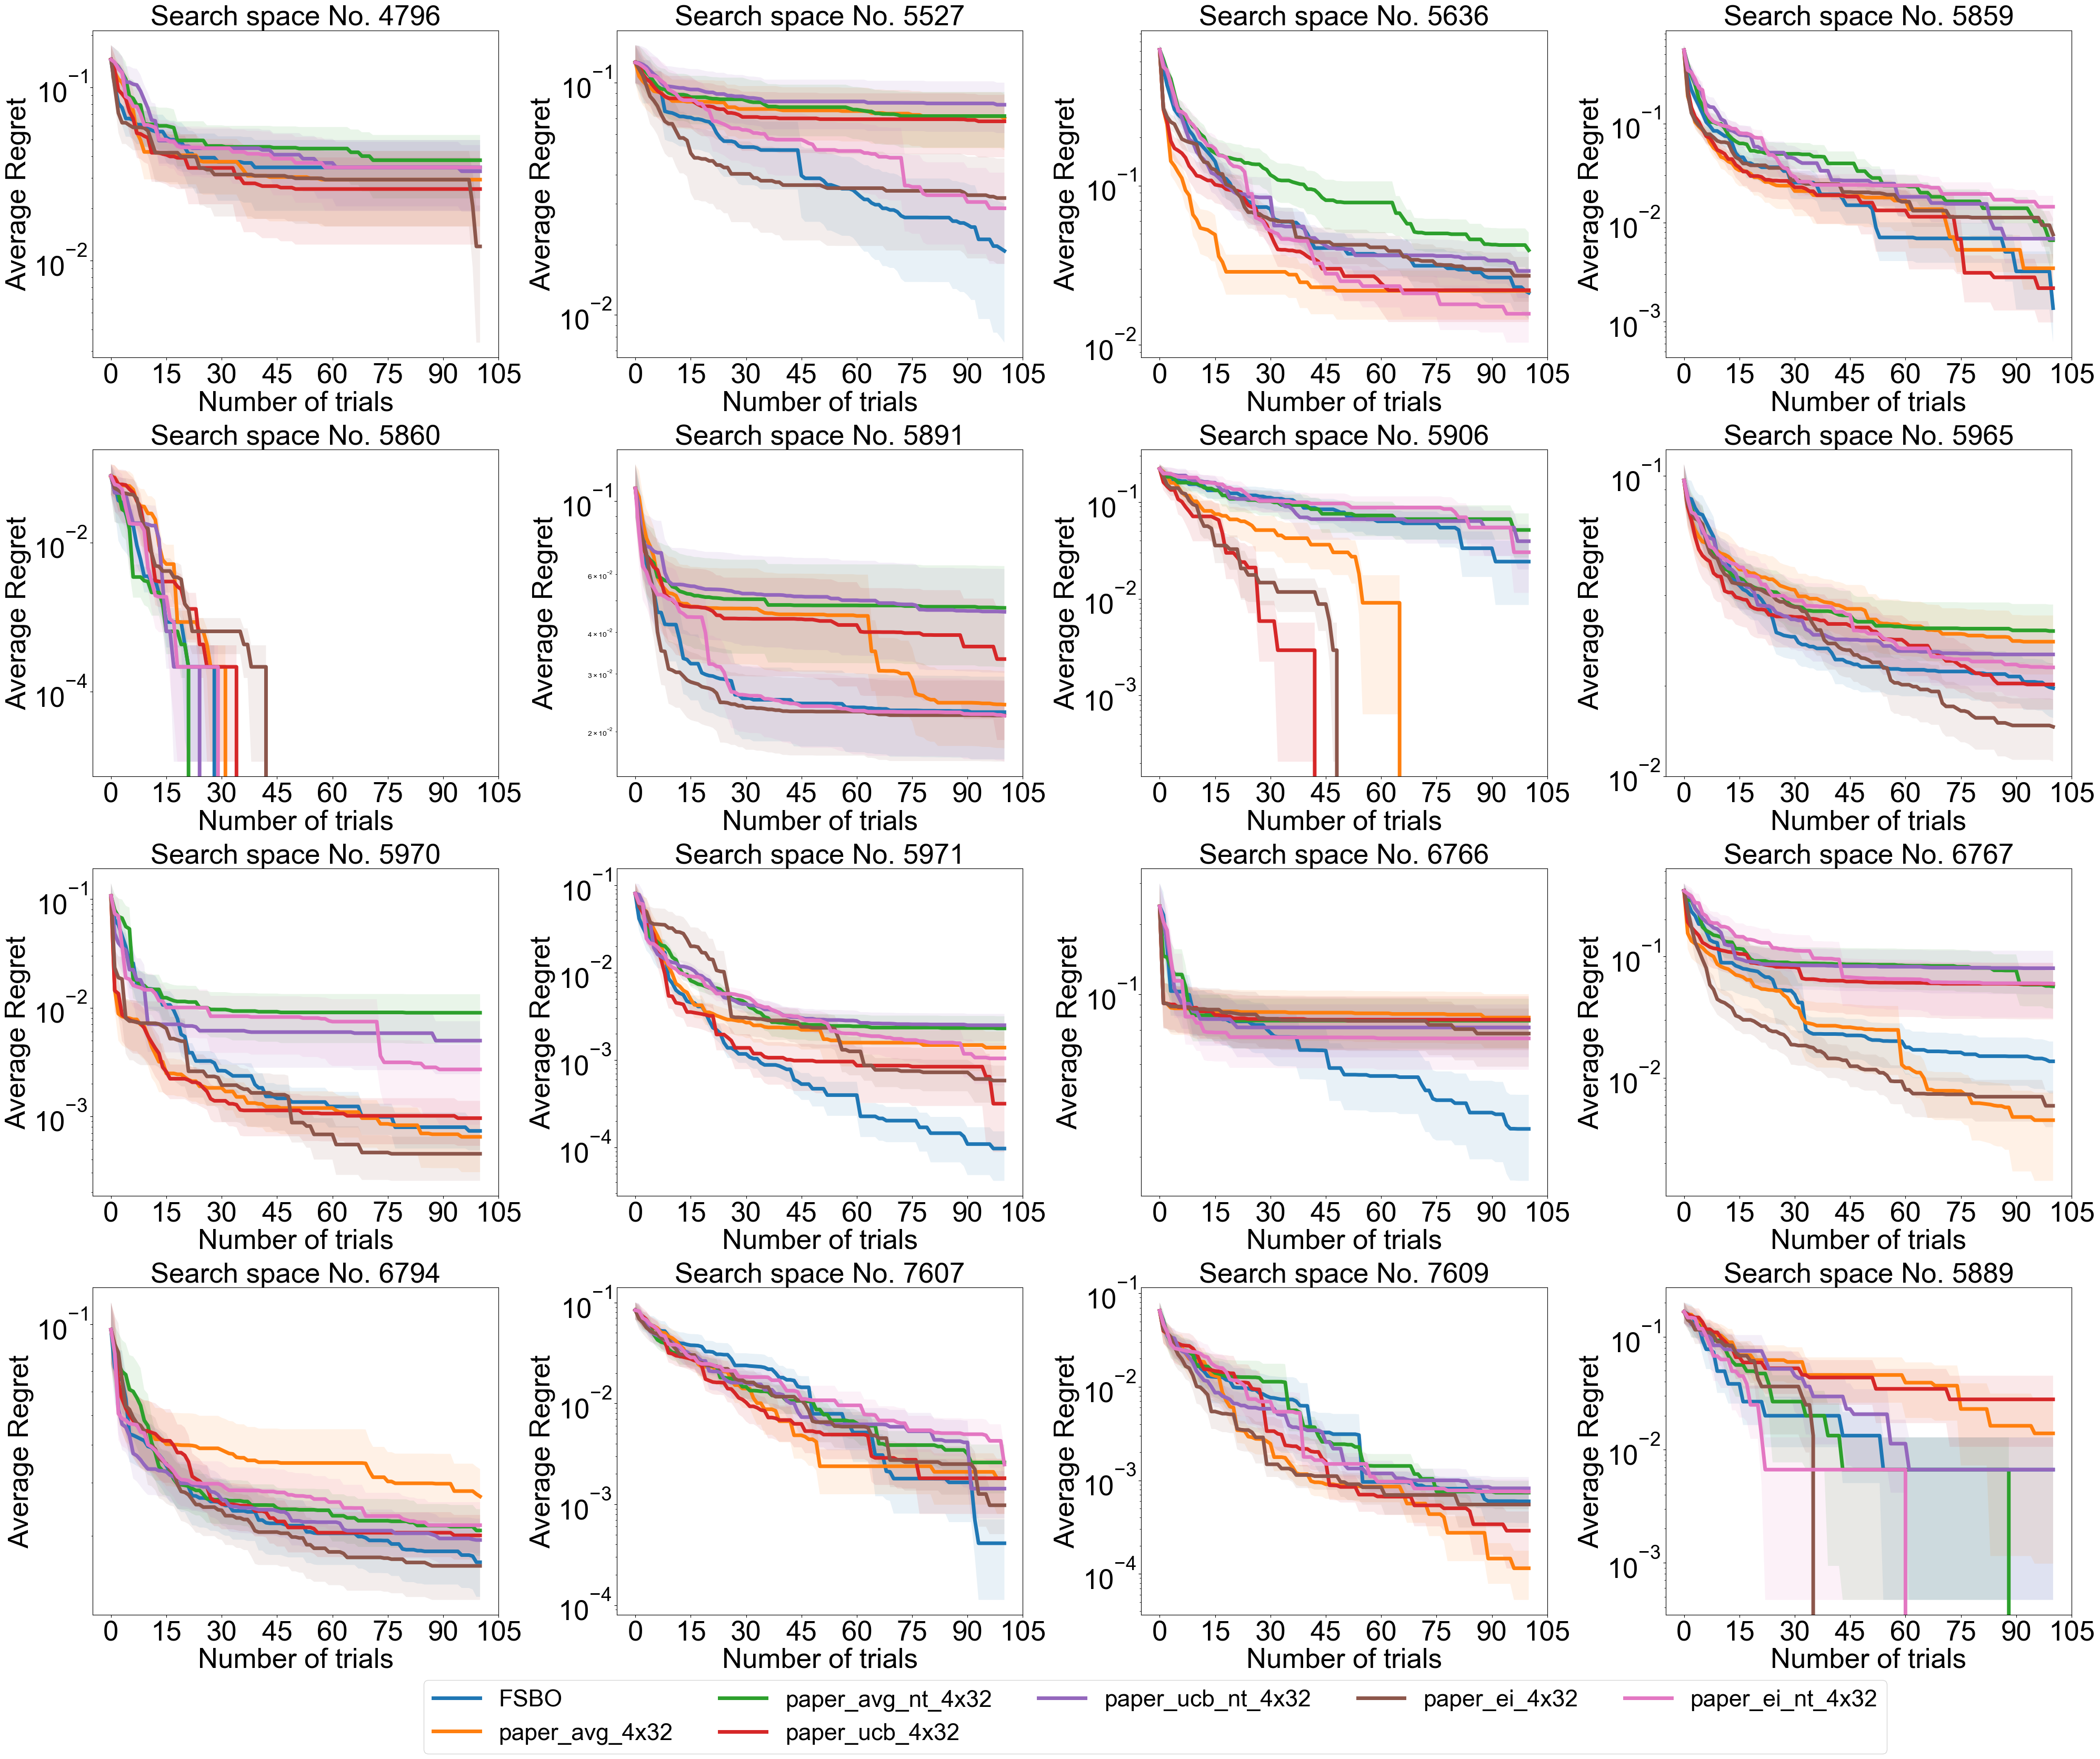 Search space No. 4796
Average Regret
10⁻¹
10⁻²
0 15 30 45 60 75 90 105
Number of trials
Search space No. 5527
Average Regret
10⁻¹
10⁻²
0 15 30 45 60 75 90 105
Number of trials
Search space No. 5636
Average Regret
10⁻¹
10⁻²
0 15 30 45 60 75 90 105
Number of trials
Search space No. 5859
Average Regret
10⁻¹
10⁻²
10⁻³
0 15 30 45 60 75 90 105
Number of trials
Search space No. 5860
Average Regret
10⁻²
10⁻⁴
0 15 30 45 60 75 90 105
Number of trials
Search space No. 5891
Average Regret
10⁻¹
6×10⁻²
4×10⁻²
3×10⁻²
2×10⁻²
0 15 30 45 60 75 90 105
Number of trials
Search space No. 5906
Average Regret
10⁻¹
10⁻²
10⁻³
0 15 30 45 60 75 90 105
Number of trials
Search space No. 5965
Average Regret
10⁻¹
10⁻²
0 15 30 45 60 75 90 105
Number of trials
Search space No. 5970
Average Regret
10⁻¹
10⁻²
10⁻³
0 15 30 45 60 75 90 105
Number of trials
Search space No. 5971
Average Regret
10⁻¹
10⁻²
10⁻³
10⁻⁴
0 15 30 45 60 75 90 105
Number of trials
Search space No. 6766
Average Regret
10⁻¹
0 15 30 45 60 75 90 105
Number of trials
Search space No. 6767
Average Regret
10⁻¹
10⁻²
0 15 30 45 60 75 90 105
Number of trials
Search space No. 6794
Average Regret
10⁻¹
0 15 30 45 60 75 90 105
Number of trials
Search space No. 7607
Average Regret
10⁻¹
10⁻²
10⁻³
10⁻⁴
0 15 30 45 60 75 90 105
Number of trials
Search space No. 7609
Average Regret
10⁻¹
10⁻²
10⁻³
10⁻⁴
0 15 30 45 60 75 90 105
Number of trials
Search space No. 5889
Average Regret
10⁻¹
10⁻²
10⁻³
0 15 30 45 60 75 90 105
Number of trials
FSBO
paper_avg_4x32
paper_avg_nt_4x32
paper_ucb_4x32
paper_ucb_nt_4x32
paper_ei_4x32
paper_ei_nt_4x32